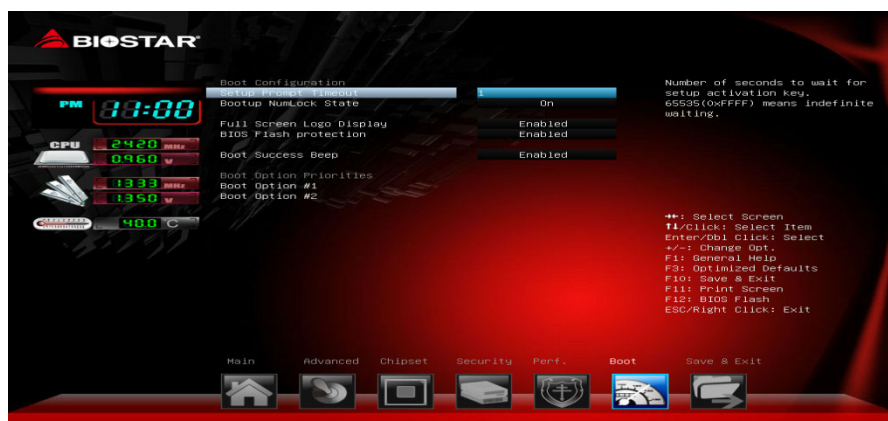 BIOSTAR
Boot Configuration
Setup Prompt Timeout 1
Bootup NumLock State On
Full Screen Logo Display Enabled
BIOS Flash protection Enabled
Boot Success Beep Enabled
Boot Option Priorities
Boot Option #1
Boot Option #2
PM 11:00
CPU 2420 MHz
0.960 V
1333 MHz
1.350 V
40.0 C
Number of seconds to wait for
setup activation key.
65535(0xFFFF) means indefinite
waiting.
→←: Select Screen
↑↓/Click: Select Item
Enter/Dbl Click: Select
+/-: Change Opt.
F1: General Help
F3: Optimized Defaults
F10: Save & Exit
F11: Print Screen
F12: BIOS Flash
ESC/Right Click: Exit
Main Advanced Chipset Security Perf. Boot Save & Exit